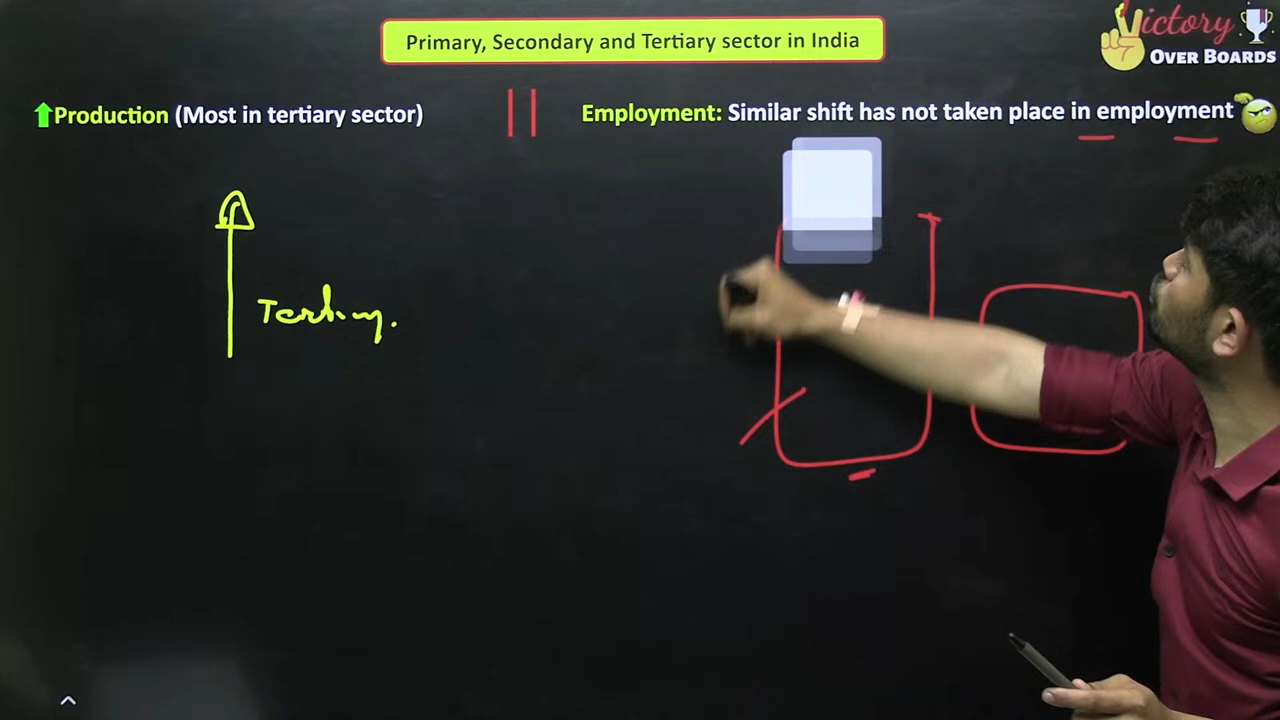 Primary, Secondary and Tertiary sector in India
Victory
OVER BOARDS
Production (Most in tertiary sector)
Employment: Similar shift has not taken place in employment
Tertiary.